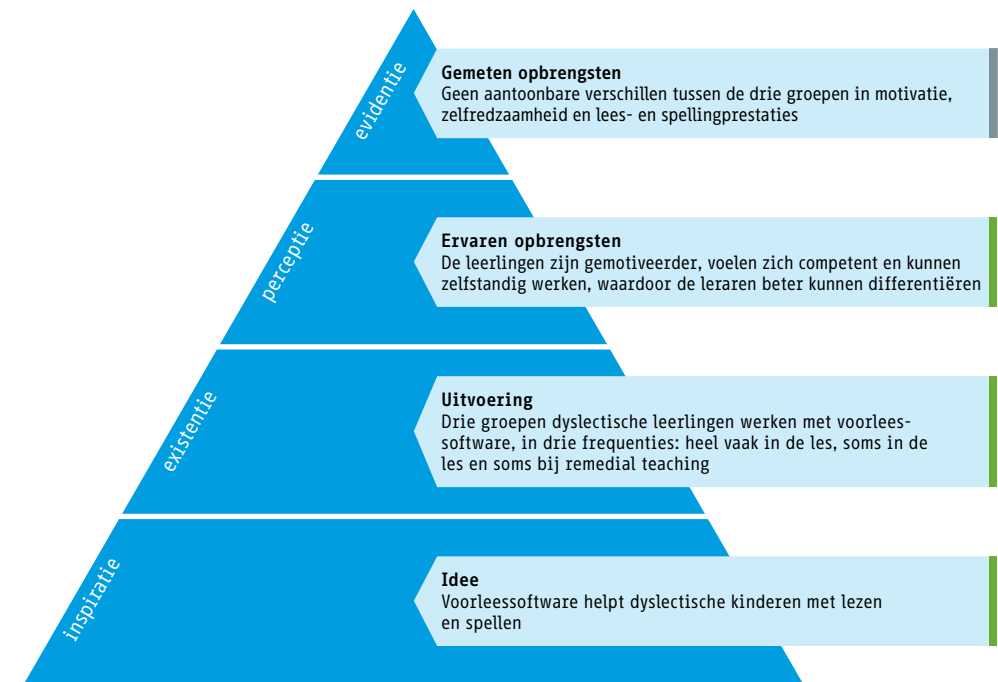 evidentie
Gemeten opbrengsten
Geen aantoonbare verschillen tussen de drie groepen in motivatie,
zelfredzaamheid en lees- en spellingprestaties
perceptie
Ervaren opbrengsten
De leerlingen zijn gemotiveerder, voelen zich competent en kunnen
zelfstandig werken, waardoor de leraren beter kunnen differentiëren
existentie
Uitvoering
Drie groepen dyslectische leerlingen werken met voorlees-
software, in drie frequenties: heel vaak in de les, soms in de
les en soms bij remedial teaching
inspiratie
Idee
Voorleessoftware helpt dyslectische kinderen met lezen
en spellen